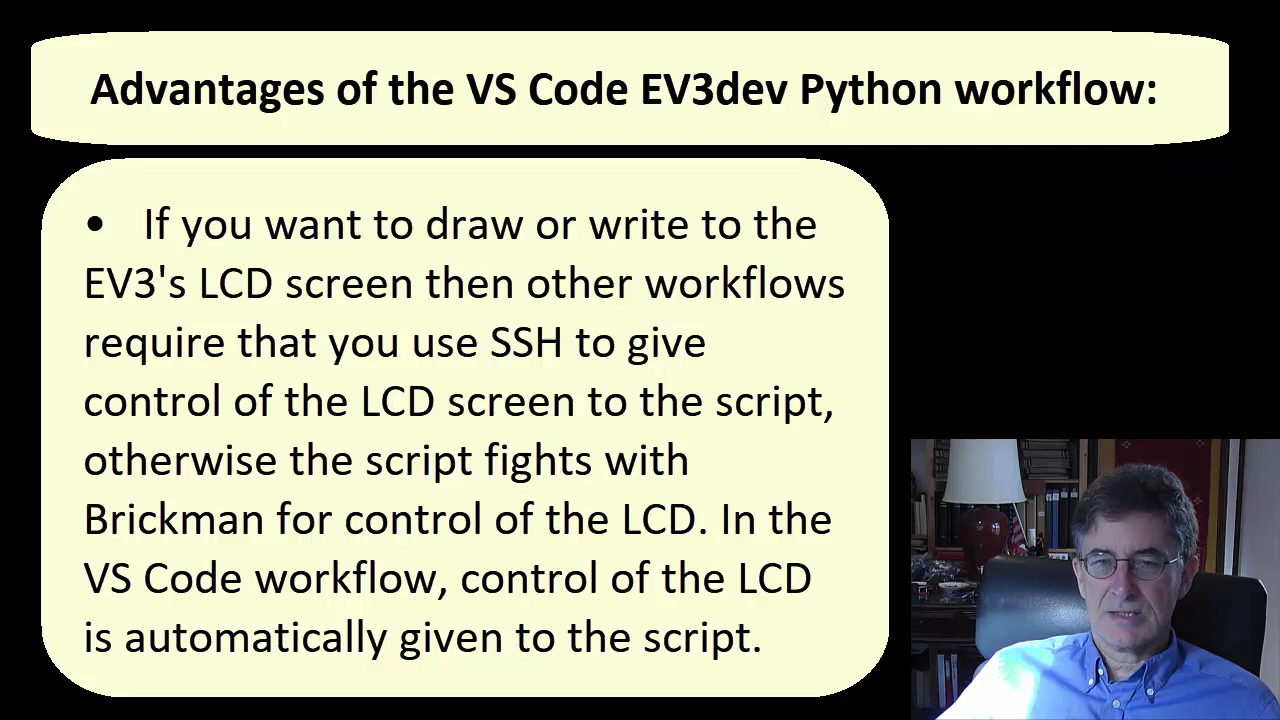 Advantages of the VS Code EV3dev Python workflow:
• If you want to draw or write to the
EV3's LCD screen then other workflows
require that you use SSH to give
control of the LCD screen to the script,
otherwise the script fights with
Brickman for control of the LCD. In the
VS Code workflow, control of the LCD
is automatically given to the script.